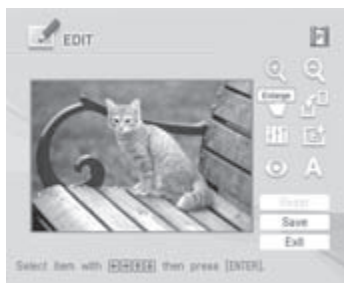 EDIT
Enlarge
A
Reset
Save
Exit
Select item with [←][→][↑][↓] then press [ENTER].